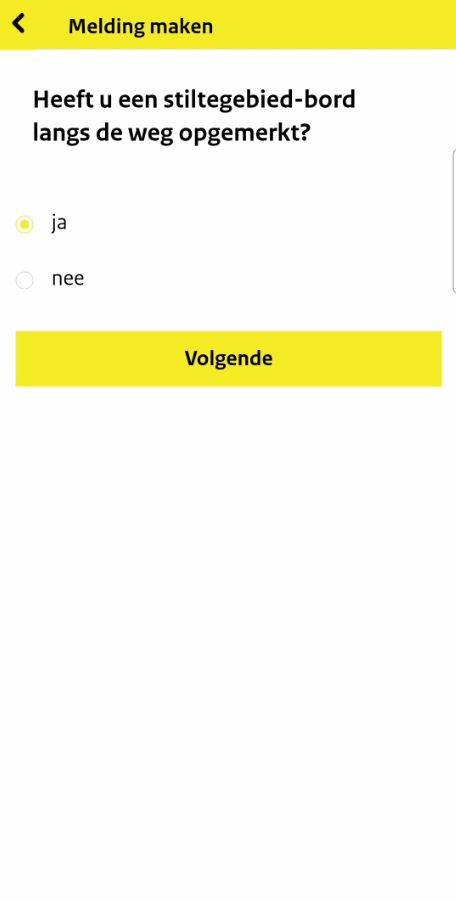 Melding maken
Heeft u een stiltegebied-bord
langs de weg opgemerkt?
ja
nee
Volgende